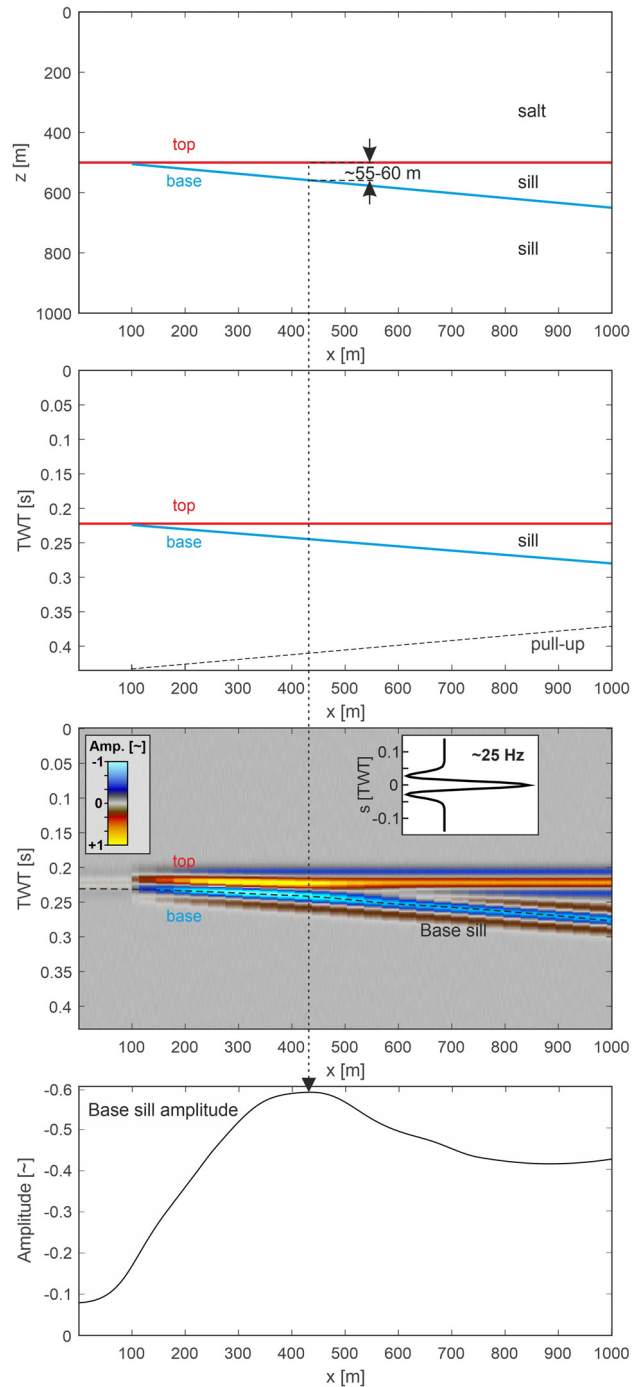 0
200
400
600
800
1000
z [m]
salt
top
~55-60 m
base
sill
sill
100 200 300 400 500 600 700 800 900 1000
x [m]
0
0.05
0.1
0.15
0.2
0.25
0.3
0.35
0.4
TWT [s]
top
base
sill
pull-up
100 200 300 400 500 600 700 800 900 1000
x [m]
0
0.05
0.1
0.15
0.2
0.25
0.3
0.35
0.4
TWT [s]
Amp. [~]
-1
0
+1
0.1
0
-0.1
s [TWT]
~25 Hz
top
base
Base sill
100 200 300 400 500 600 700 800 900 1000
x [m]
-0.6
-0.5
-0.4
-0.3
-0.2
-0.1
0
Amplitude [~]
Base sill amplitude
100 200 300 400 500 600 700 800 900 1000
x [m]